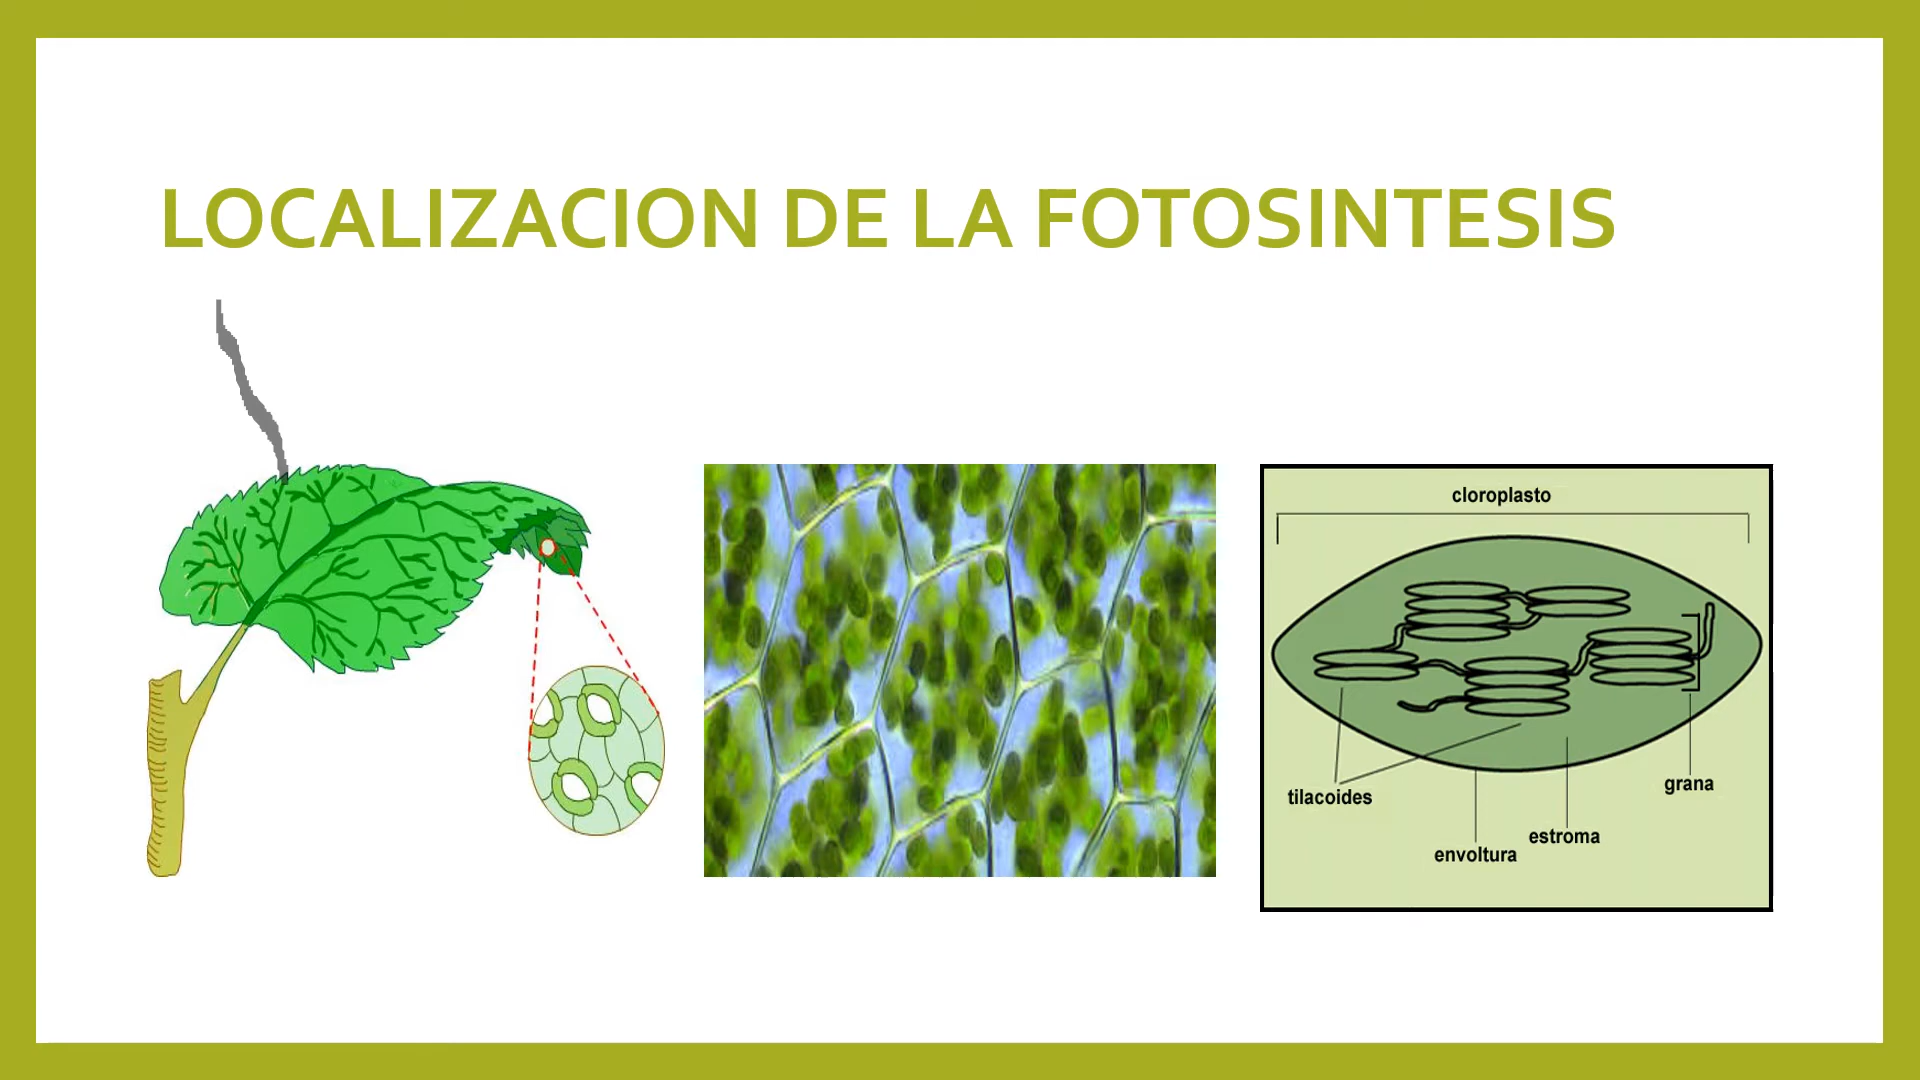 LOCALIZACION DE LA FOTOSINTESIS
cloroplasto
tilacoides
grana
estroma
envoltura